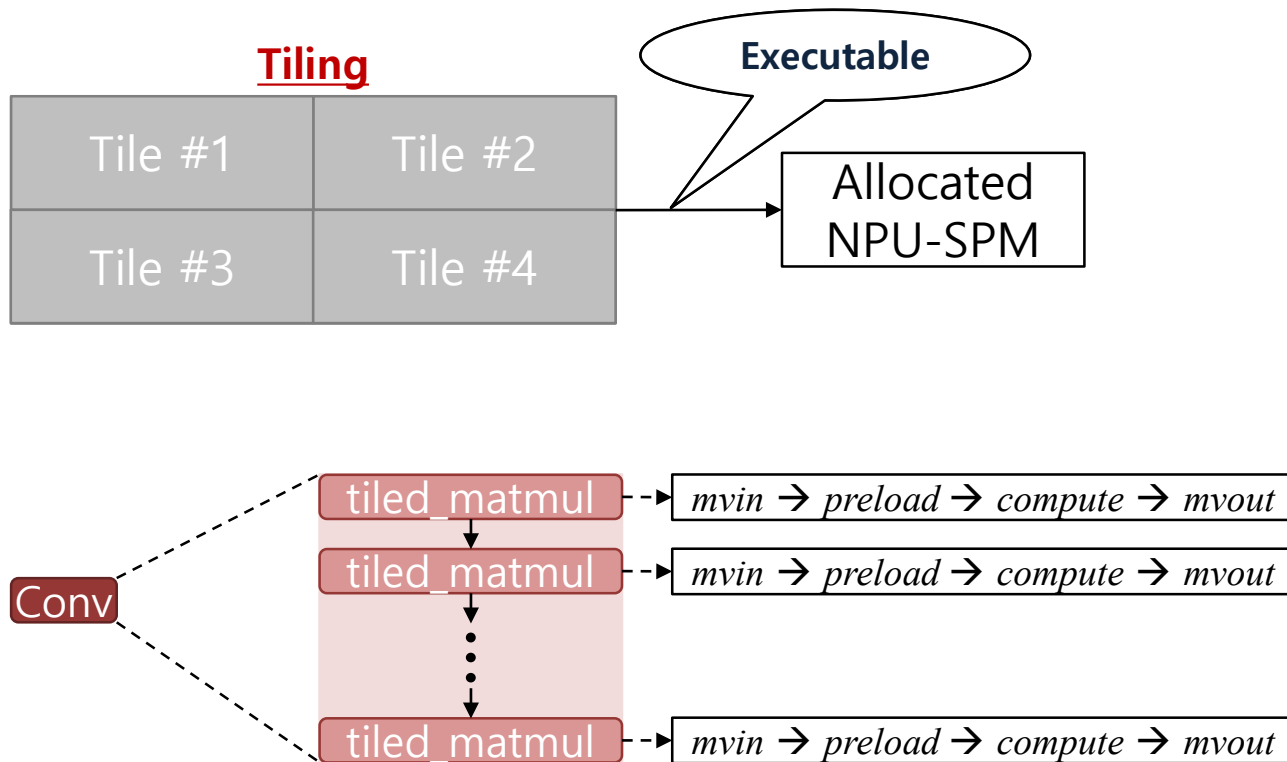 Tiling
Executable
Tile #1
Tile #2
Tile #3
Tile #4
Allocated
NPU-SPM
Conv
tiled_matmul
mvin → preload → compute → mvout
tiled_matmul
mvin → preload → compute → mvout
tiled_matmul
mvin → preload → compute → mvout